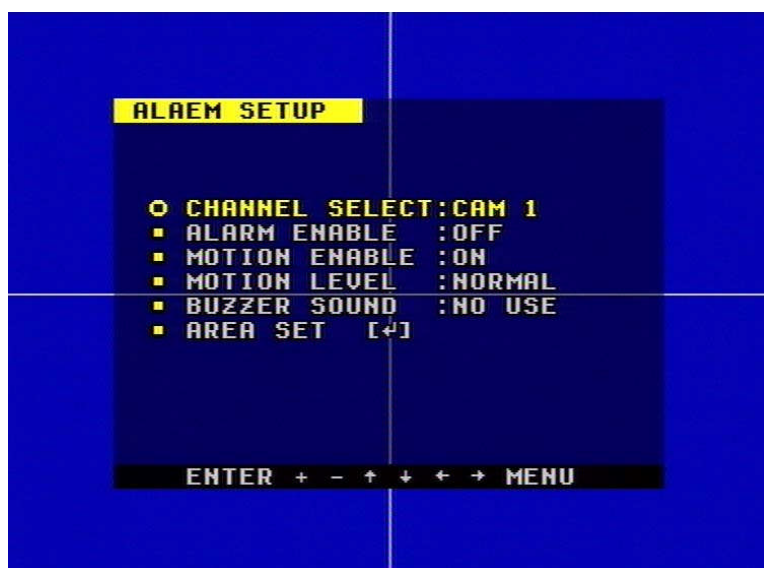 ALAEM SETUP
CHANNEL SELECT:CAM 1
ALARM ENABLE :OFF
MOTION ENABLE :ON
MOTION LEVEL :NORMAL
BUZZER SOUND :NO USE
AREA SET [↵]
ENTER + - ↑ ↓ ← → MENU